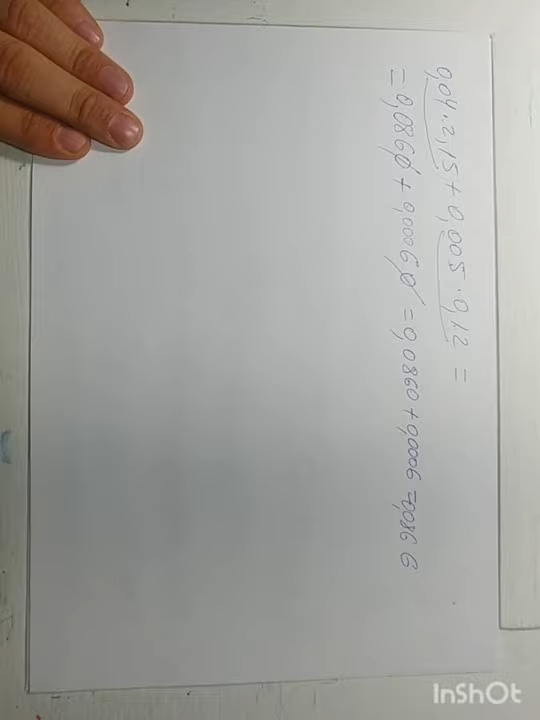 0,04 · 2,15 + 0,005 · 0,12 =
= 0,0860 + 0,00060 = 0,0860 + 0,0006 = 0,0866
InShOt